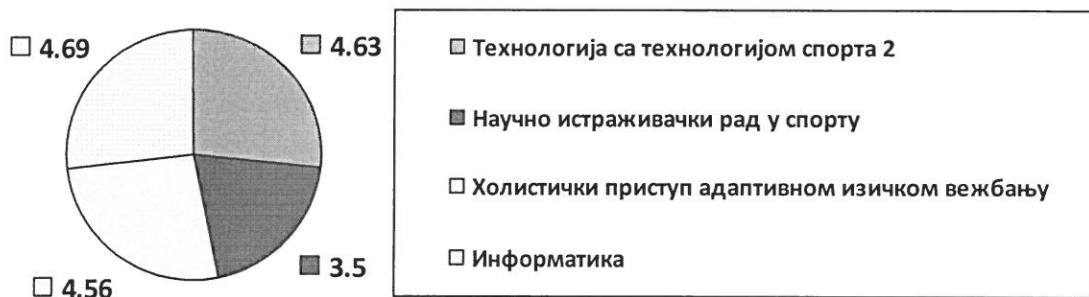 4.69
4.63
3.5
4.56
Технологија са технологијом спорта 2
Научно истраживачки рад у спорту
Холистички приступ адаптивном изичком вежбању
Информатика